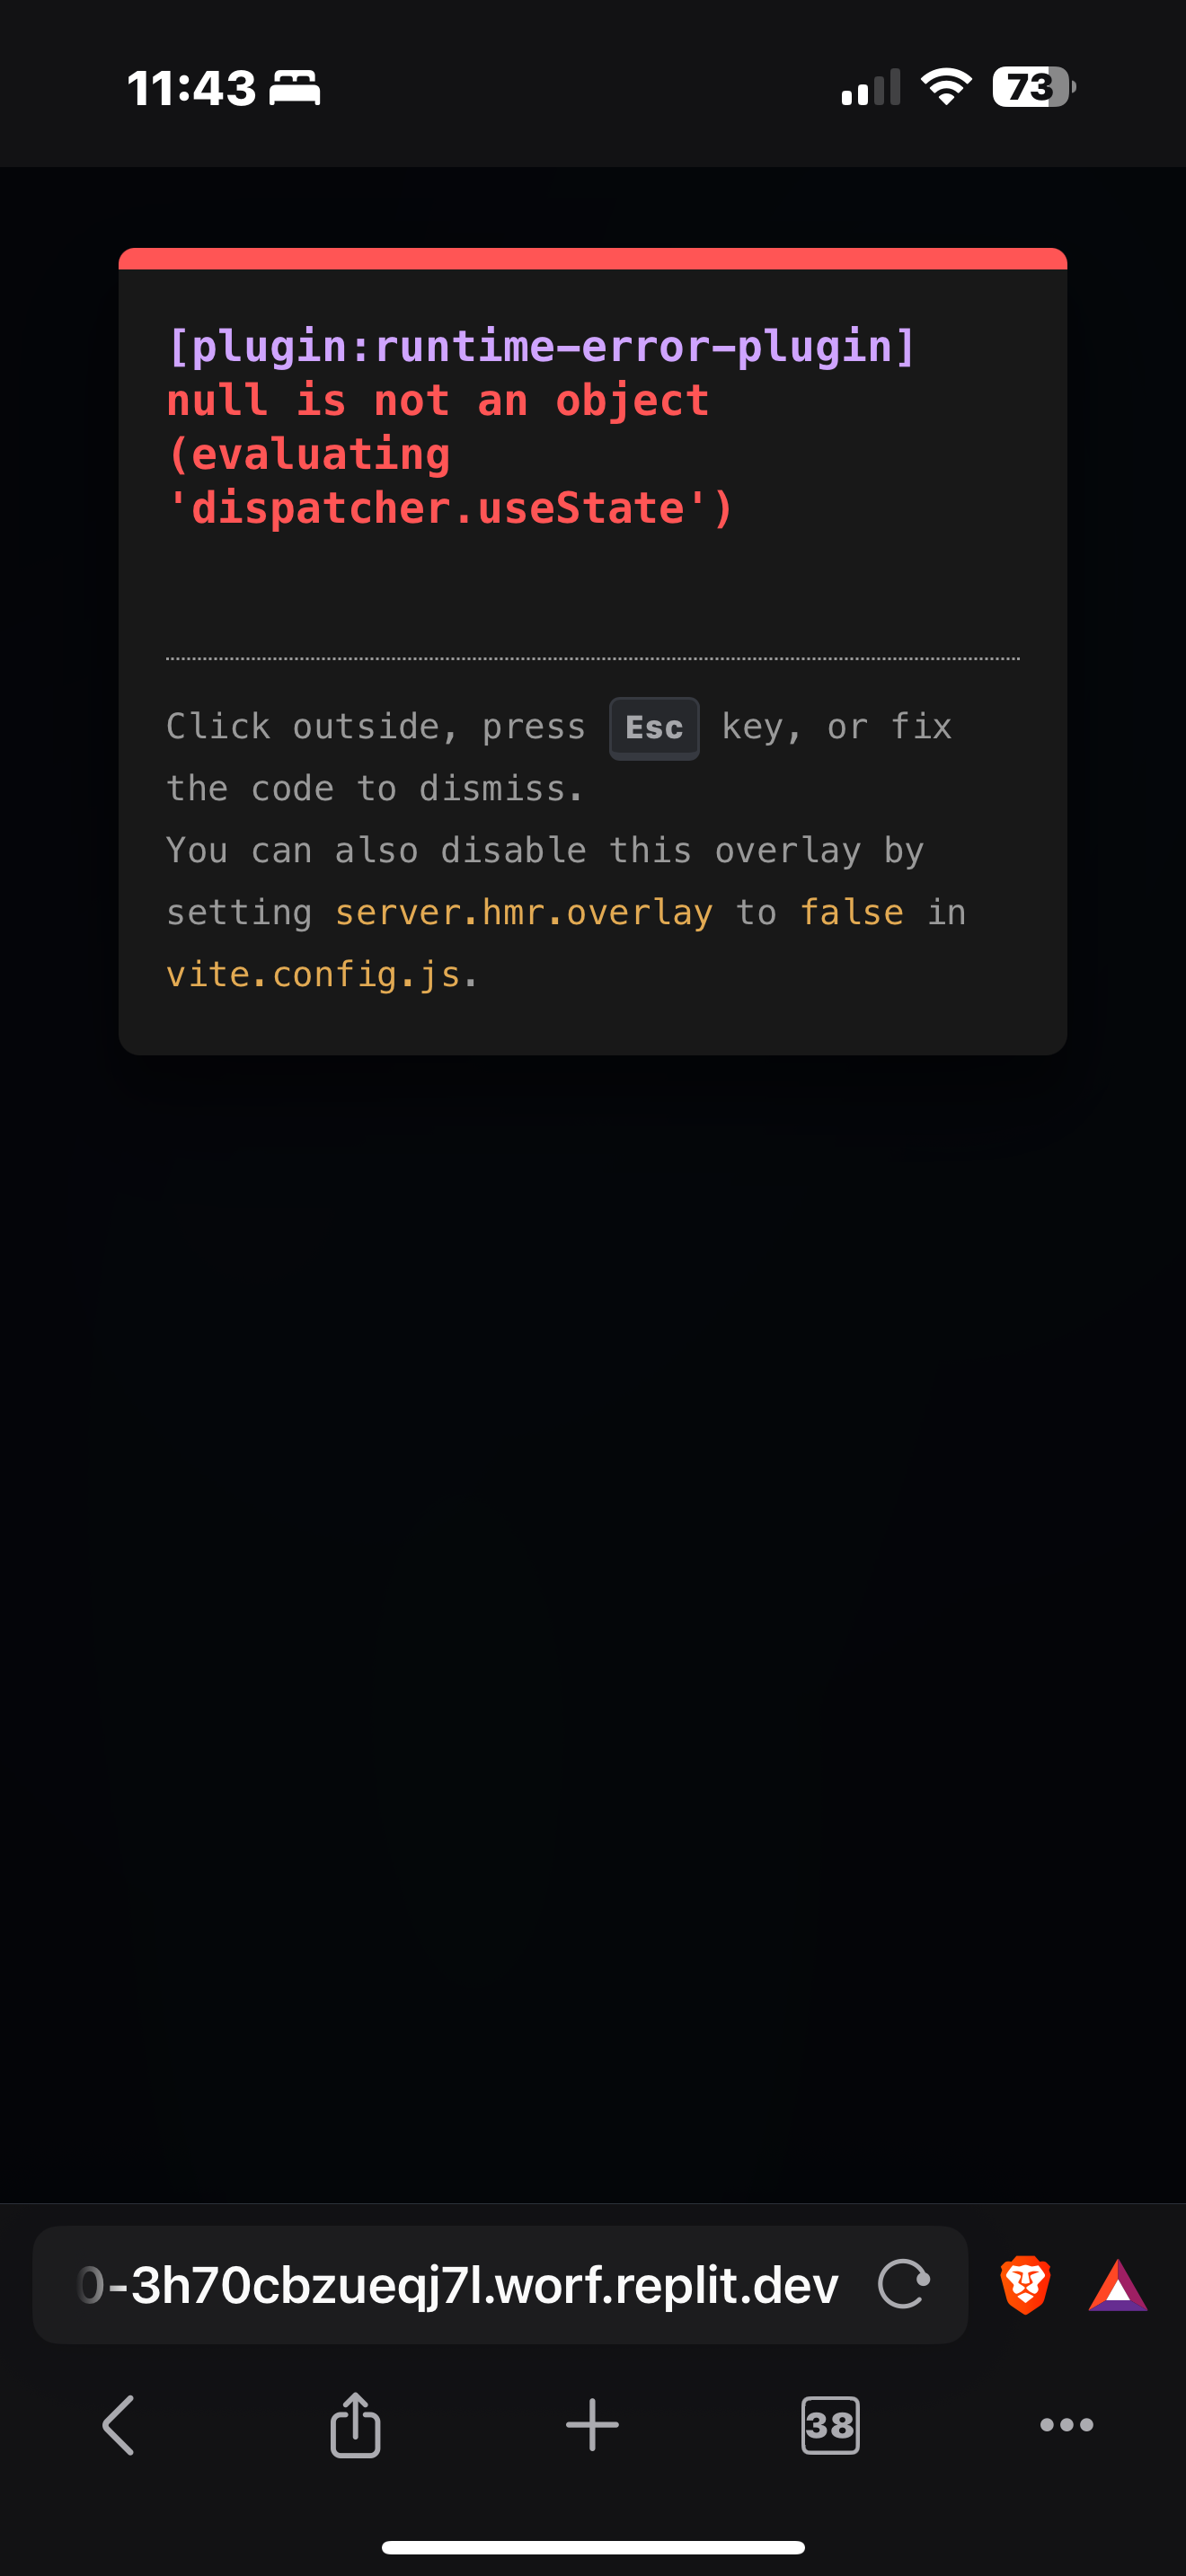 11:43
73
[plugin:runtime-error-plugin]
null is not an object
(evaluating
'dispatcher.useState')
Click outside, press Esc key, or fix
the code to dismiss.
You can also disable this overlay by
setting server.hmr.overlay to false in
vite.config.js.
0-3h70cbzueqj7l.worf.replit.dev
38